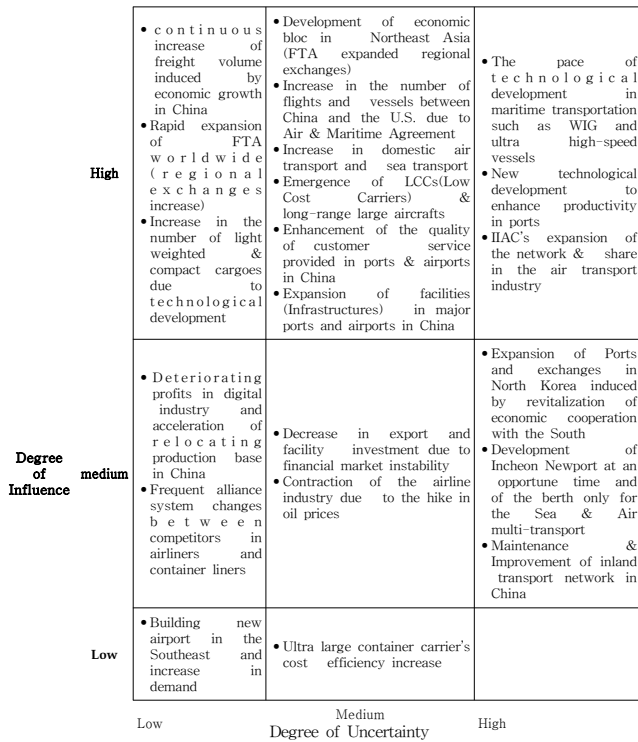 • continuous
increase of
freight volume
induced by
economic growth
in China
• Rapid expansion
of FTA
worldwide
(regional
exchanges
increase)
• Increase in the
number of light
weighted &
compact cargoes
due to
technological
development
• Development of economic
bloc in Northeast Asia
(FTA expanded regional
exchanges)
• Increase in the number of
flights and vessels between
China and the U.S. due to
Air & Maritime Agreement
• Increase in domestic air
transport and sea transport
• Emergence of LCCs(Low
Cost Carriers) &
long-range large aircrafts
• Enhancement of the quality
of customer service
provided in ports & airports
in China
• Expansion of facilities
(Infrastructures) in major
ports and airports in China
• The pace of
technological
development in
maritime transportation
such as WIG and
ultra high-speed
vessels
• New technological
development to
enhance productivity
in ports
• IIAC's expansion of
the network & share
in the air transport
industry
High
• Deteriorating
profits in digital
industry and
acceleration of
relocating
production base
in China
• Frequent alliance
system changes
between
competitors in
airliners and
container liners
• Decrease in export and
facility investment due to
financial market instability
• Contraction of the airline
industry due to the hike in
oil prices
• Expansion of Ports
and exchanges in
North Korea induced
by revitalization of
economic cooperation
with the South
• Development of
Incheon Newport at an
opportune time and
of the berth only for
the Sea & Air
multi-transport
• Maintenance &
Improvement of inland
transport network in
China
Degree
of
Influence
medium
• Building new
airport in the
Southeast and
increase in
demand
• Ultra large container carrier's
cost efficiency increase
Low
Low
Medium
High
Degree of Uncertainty